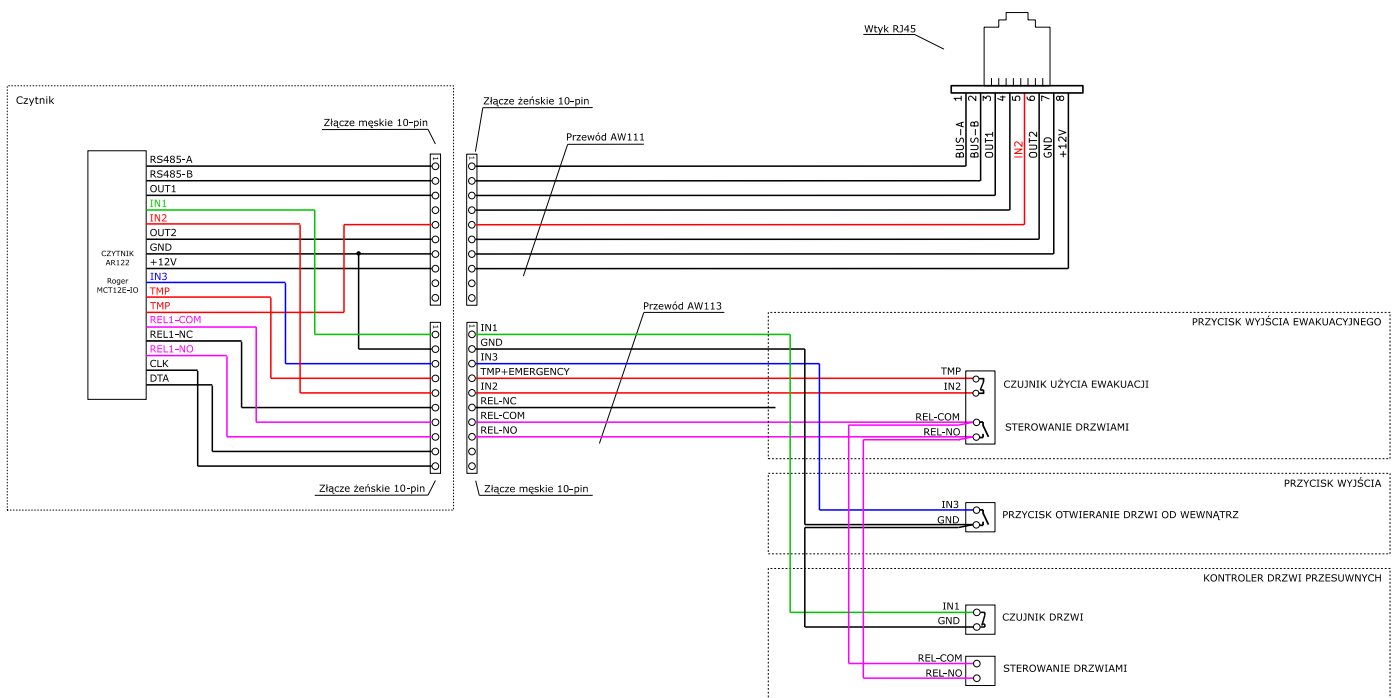 Wtyk RJ45
1
2
3
4
5
6
7
8
BUS-A
BUS-B
OUT1
IN2
OUT2
GND
+12V
Czytnik
Złącze męskie 10-pin
Złącze żeńskie 10-pin
Przewód AW111
1
1
RS485-A
RS485-B
OUT1
IN1
IN2
OUT2
GND
+12V
IN3
TMP
TMP
REL1-COM
REL1-NC
REL1-NO
CLK
DTA
CZYTNIK
AR122
Roger
MCT12E-IO
Przewód AW113
1
1
IN1
GND
IN3
TMP+EMERGENCY
IN2
REL-NC
REL-COM
REL-NO
Złącze żeńskie 10-pin
Złącze męskie 10-pin
PRZYCISK WYJŚCIA EWAKUACYJNEGO
TMP
IN2
CZUJNIK UŻYCIA EWAKUACJI
REL-COM
REL-NO
STEROWANIE DRZWIAMI
PRZYCISK WYJŚCIA
IN3
GND
PRZYCISK OTWIERANIE DRZWI OD WEWNĄTRZ
KONTROLER DRZWI PRZESUWNYCH
IN1
GND
CZUJNIK DRZWI
REL-COM
REL-NO
STEROWANIE DRZWIAMI